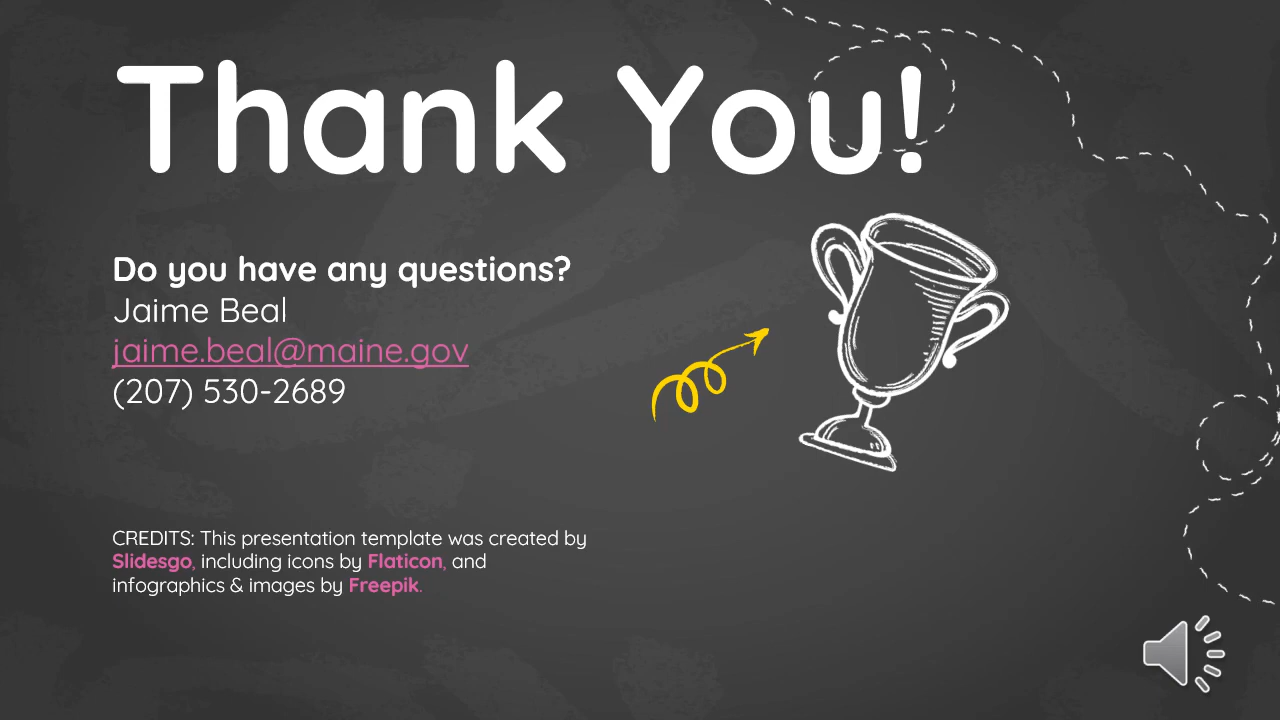 Thank You!
Do you have any questions?
Jaime Beal
jaime.beal@maine.gov
(207) 530-2689
CREDITS: This presentation template was created by
Slidesgo, including icons by Flaticon, and
infographics & images by Freepik.